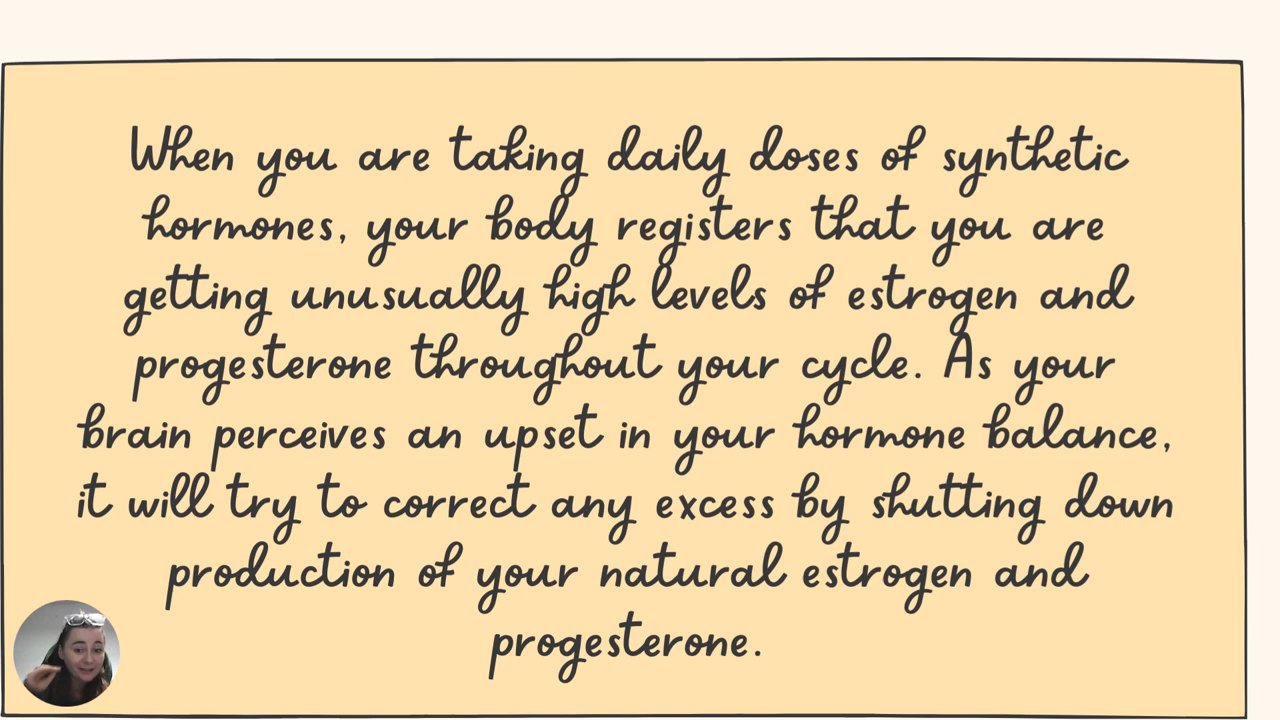 When you are taking daily doses of synthetic
hormones, your body registers that you are
getting unusually high levels of estrogen and
progesterone throughout your cycle. As your
brain perceives an upset in your hormone balance,
it will try to correct any excess by shutting down
production of your natural estrogen and
progesterone.